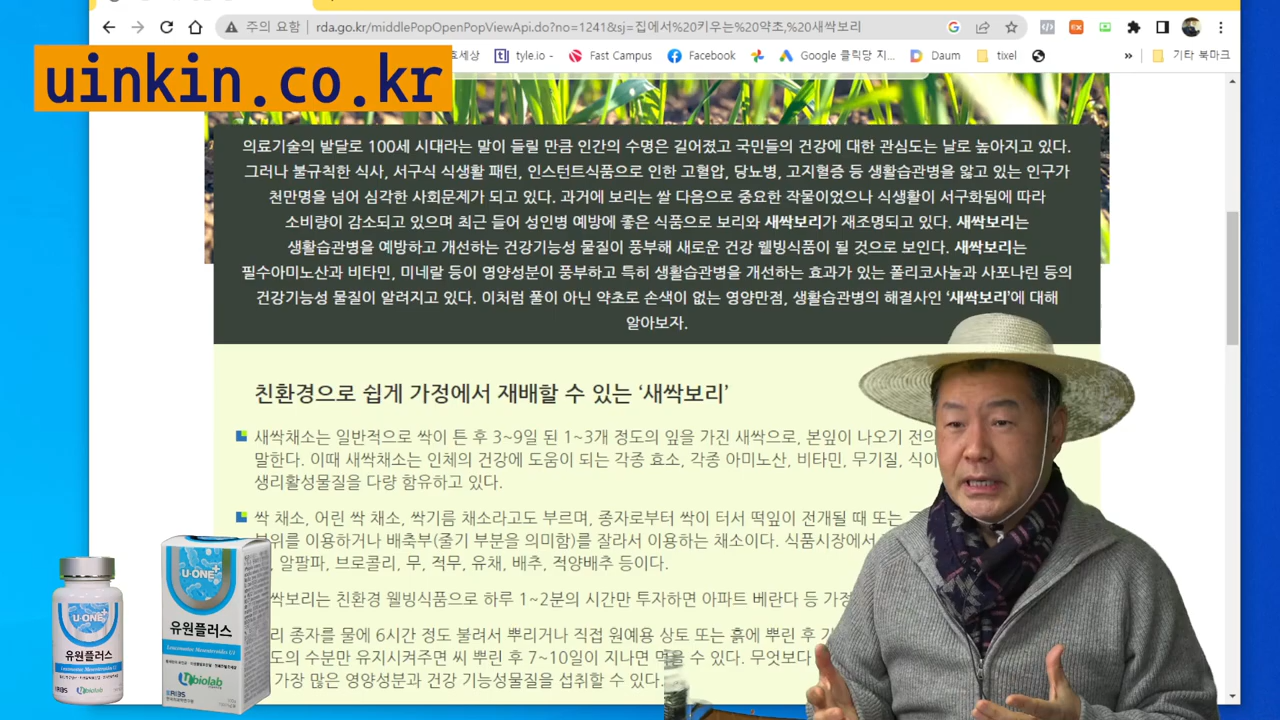 주의 요함
rda.go.kr/middlePopOpenPopViewApi.do?no=1241&sj=집에서%20키우는%20약초,%20새싹보리
uinkin.co.kr
효세상
tyle.io -
Fast Campus
Facebook
Google 클릭당 지...
Daum
tixel
»
기타 북마크
의료기술의 발달로 100세 시대라는 말이 들릴 만큼 인간의 수명은 길어졌고 국민들의 건강에 대한 관심도는 날로 높아지고 있다.
그러나 불규칙한 식사, 서구식 식생활 패턴, 인스턴트식품으로 인한 고혈압, 당뇨병, 고지혈증 등 생활습관병을 앓고 있는 인구가
천만명을 넘어 심각한 사회문제가 되고 있다. 과거에 보리는 쌀 다음으로 중요한 작물이었으나 식생활이 서구화됨에 따라
소비량이 감소되고 있으며 최근 들어 성인병 예방에 좋은 식품으로 보리와 새싹보리가 재조명되고 있다. 새싹보리는
생활습관병을 예방하고 개선하는 건강기능성 물질이 풍부해 새로운 건강 웰빙식품이 될 것으로 보인다. 새싹보리는
필수아미노산과 비타민, 미네랄 등이 영양성분이 풍부하고 특히 생활습관병을 개선하는 효과가 있는 폴리코사놀과 사포나린 등의
건강기능성 물질이 알려지고 있다. 이처럼 풀이 아닌 약초로 손색이 없는 영양만점, 생활습관병의 해결사인 ‘새싹보리’에 대해
알아보자.
친환경으로 쉽게 가정에서 재배할 수 있는 ‘새싹보리’
새싹채소는 일반적으로 싹이 튼 후 3~9일 된 1~3개 정도의 잎을 가진 새싹으로, 본잎이 나오기 전의
말한다. 이때 새싹채소는 인체의 건강에 도움이 되는 각종 효소, 각종 아미노산, 비타민, 무기질, 식이
생리활성물질을 다량 함유하고 있다.
싹 채소, 어린 싹 채소, 싹기름 채소라고도 부르며, 종자로부터 싹이 터서 떡잎이 전개될 때 또는
위를 이용하거나 배축부(줄기 부분을 의미함)를 잘라서 이용하는 채소이다. 식품시장에서
, 알팔파, 브로콜리, 무, 적무, 유채, 배추, 적양배추 등이다.
싹보리는 친환경 웰빙식품으로 하루 1~2분의 시간만 투자하면 아파트 베란다 등 가정
리 종자를 물에 6시간 정도 불려서 뿌리거나 직접 원예용 상토 또는 흙에 뿌린 후
도의 수분만 유지시켜주면 씨 뿌린 후 7~10일이 지나면 먹을 수 있다. 무엇보다
가장 많은 영양성분과 건강 기능성물질을 섭취할 수 있다.
U·ONE+
유원플러스
Leuconostoc Mesenteroides U1
RIBS
Ubiolab
U·ONE+
유원플러스
Leuconostoc Mesenteroides U1
RIBS
Ubiolab